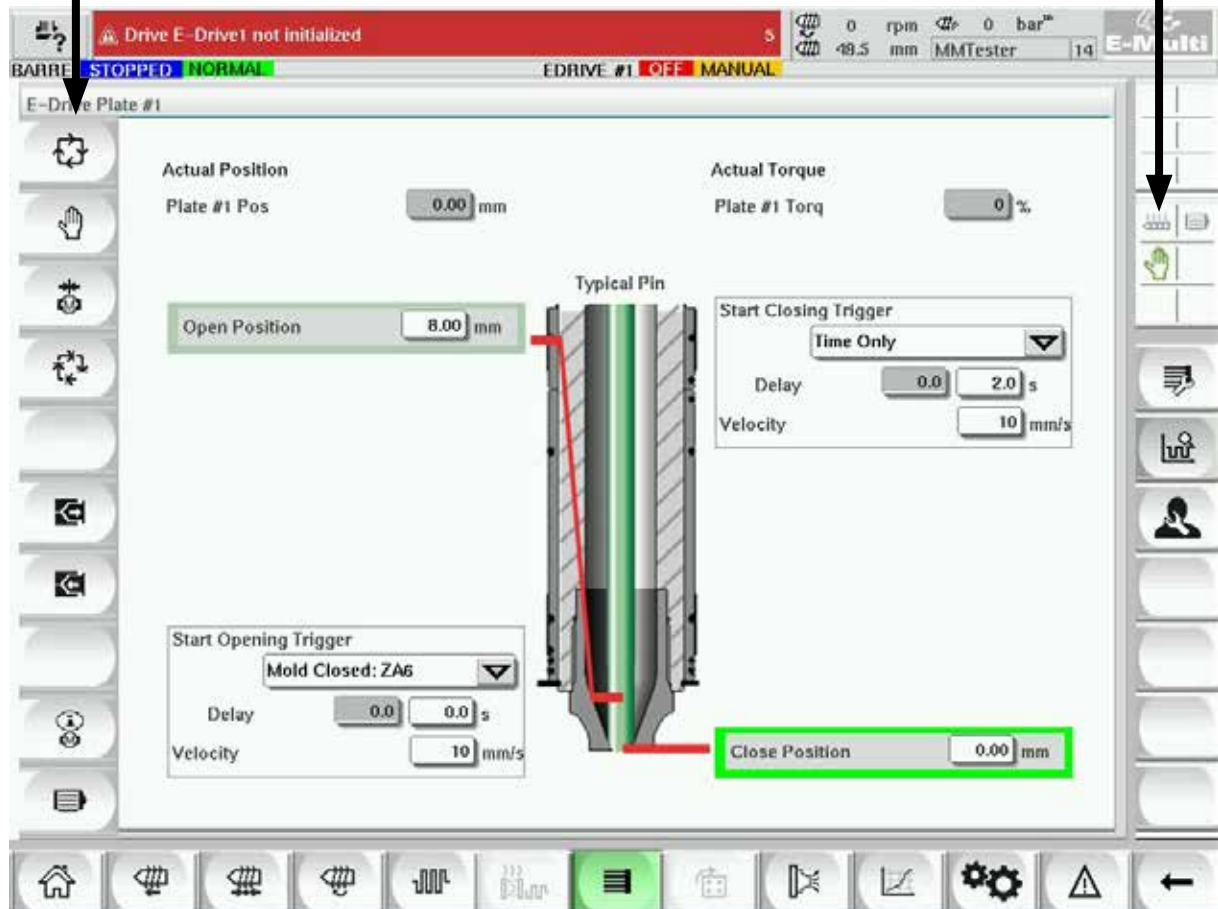 Drive E-Drive1 not initialized 5
0 rpm 0 bar
48.5 mm MMTester 14
E-Multi
STOPPED NORMAL EDRIVE #1 OFF MANUAL
E-Drive Plate #1
Actual Position
Plate #1 Pos 0.00 mm
Actual Torque
Plate #1 Torq 0 %
Typical Pin
Open Position 8.00 mm
Start Closing Trigger
Time Only
Delay 0.0 2.0 s
Velocity 10 mm/s
Start Opening Trigger
Mold Closed: ZA6
Delay 0.0 0.0 s
Velocity 10 mm/s
Close Position 0.00 mm